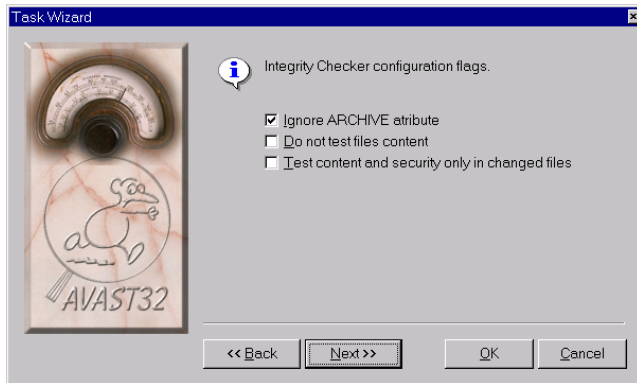 Task Wizard
Integrity Checker configuration flags.
Ignore ARCHIVE atribute
Do not test files content
Test content and security only in changed files
AVAST32
<< Back
Next >>
OK
Cancel